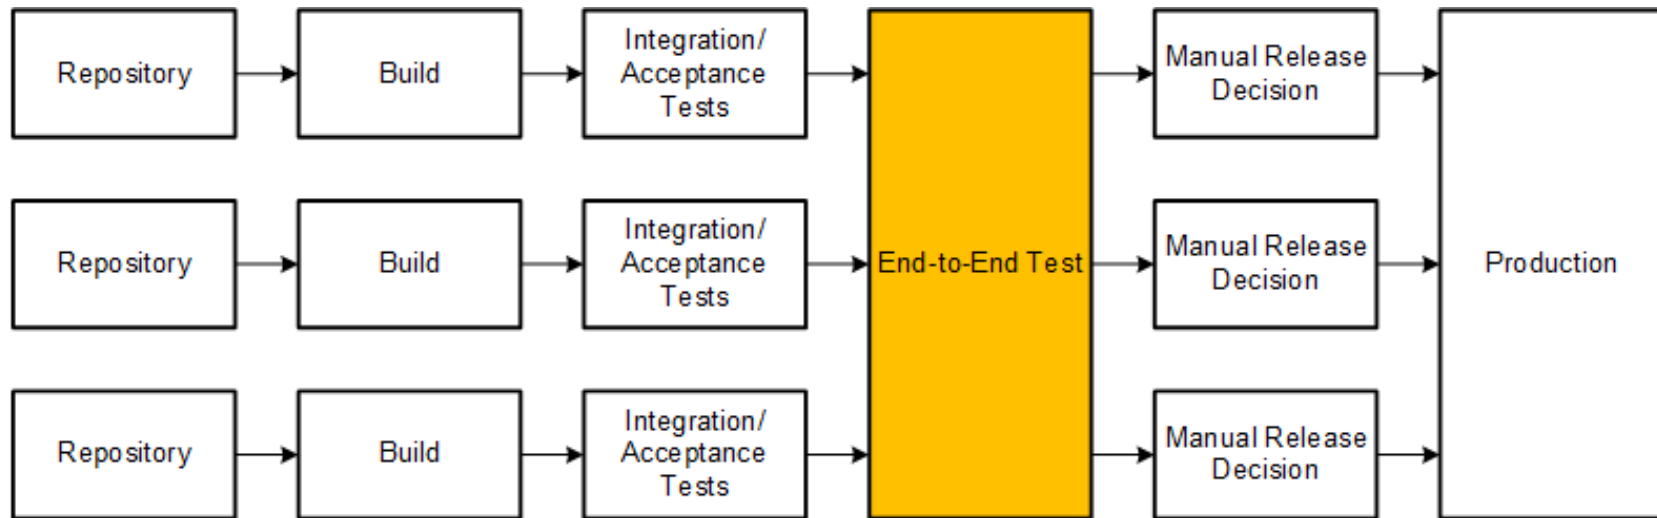 Repository
Build
Integration/
Acceptance
Tests
Manual Release
Decision
Repository
Build
Integration/
Acceptance
Tests
End-to-End Test
Manual Release
Decision
Production
Repository
Build
Integration/
Acceptance
Tests
Manual Release
Decision